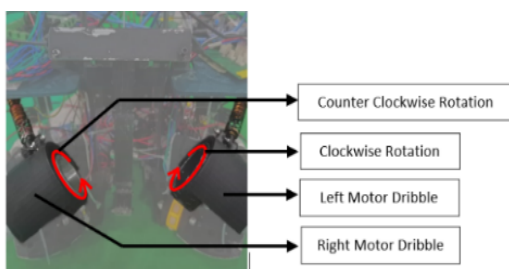 Counter Clockwise Rotation
Clockwise Rotation
Left Motor Dribble
Right Motor Dribble